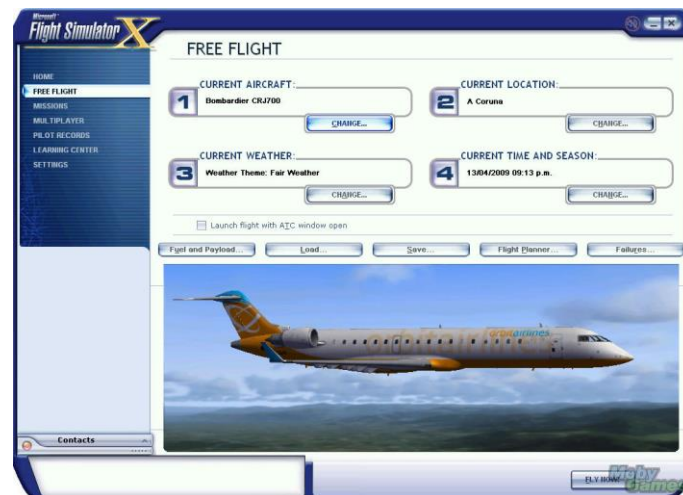 Microsoft
Flight Simulator X
FREE FLIGHT
HOME
FREE FLIGHT
MISSIONS
MULTIPLAYER
PILOT RECORDS
LEARNING CENTER
SETTINGS
CURRENT AIRCRAFT:
1
Bombardier CRJ700
CHANGE...
CURRENT LOCATION:
2
A Coruna
CHANGE...
CURRENT WEATHER:
3
Weather Theme: Fair Weather
CHANGE...
CURRENT TIME AND SEASON:
4
13/04/2009 09:13 p.m.
CHANGE...
Launch flight with ATC window open
Fuel and Payload...
Load...
Save...
Flight Planner...
Failures...
orbitairlines
Contacts
FLY NOW!
Moby
Games